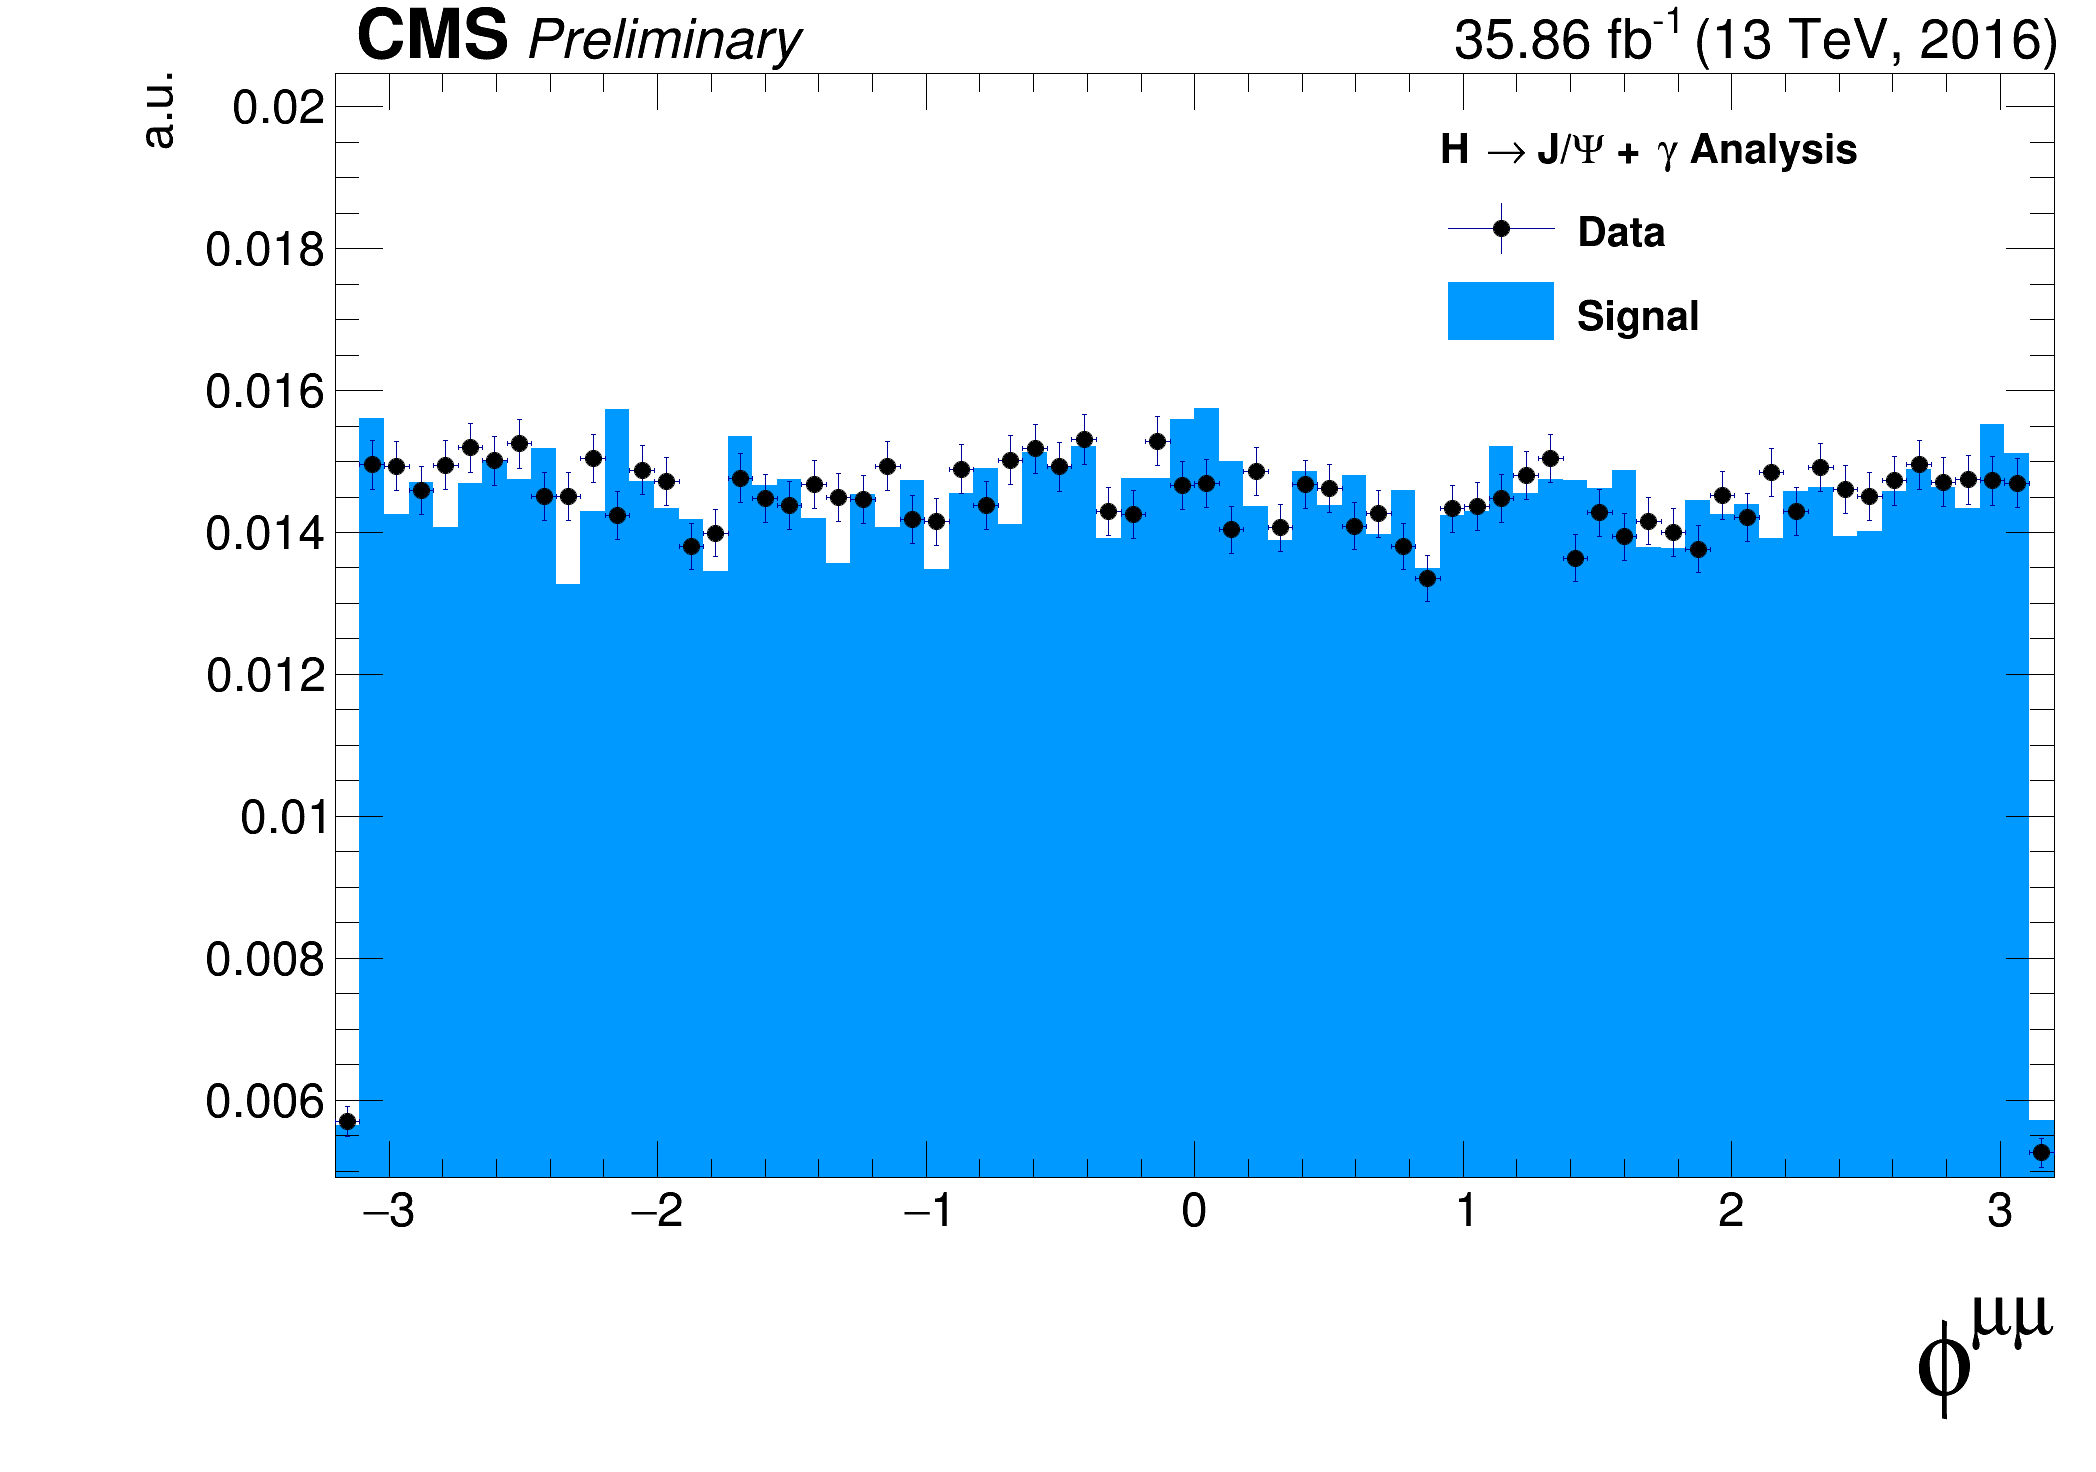 CMS Preliminary 35.86 fb⁻¹ (13 TeV, 2016)
a.u.
0.02
0.018
0.016
0.014
0.012
0.01
0.008
0.006
H → J/Ψ + γ Analysis
Data
Signal
−3 −2 −1 0 1 2 3
ϕ^μμ